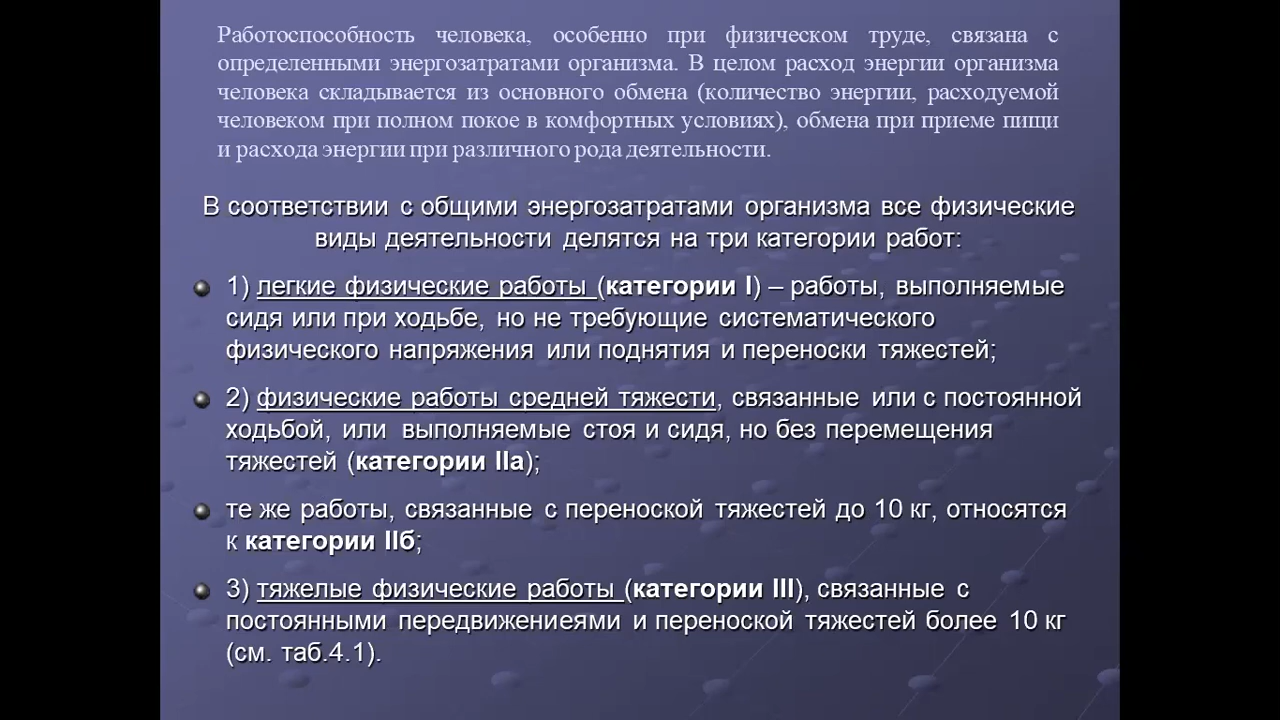 Работоспособность человека, особенно при физическом труде, связана с
определенными энергозатратами организма. В целом расход энергии организма
человека складывается из основного обмена (количество энергии, расходуемой
человеком при полном покое в комфортных условиях), обмена при приеме пищи
и расхода энергии при различного рода деятельности.
В соответствии с общими энергозатратами организма все физические
виды деятельности делятся на три категории работ:
1) легкие физические работы (категории I) – работы, выполняемые
сидя или при ходьбе, но не требующие систематического
физического напряжения или поднятия и переноски тяжестей;
2) физические работы средней тяжести, связанные или с постоянной
ходьбой, или выполняемые стоя и сидя, но без перемещения
тяжестей (категории IIа);
те же работы, связанные с переноской тяжестей до 10 кг, относятся
к категории IIб;
3) тяжелые физические работы (категории III), связанные с
постоянными передвижениеями и переноской тяжестей более 10 кг
(см. таб.4.1).